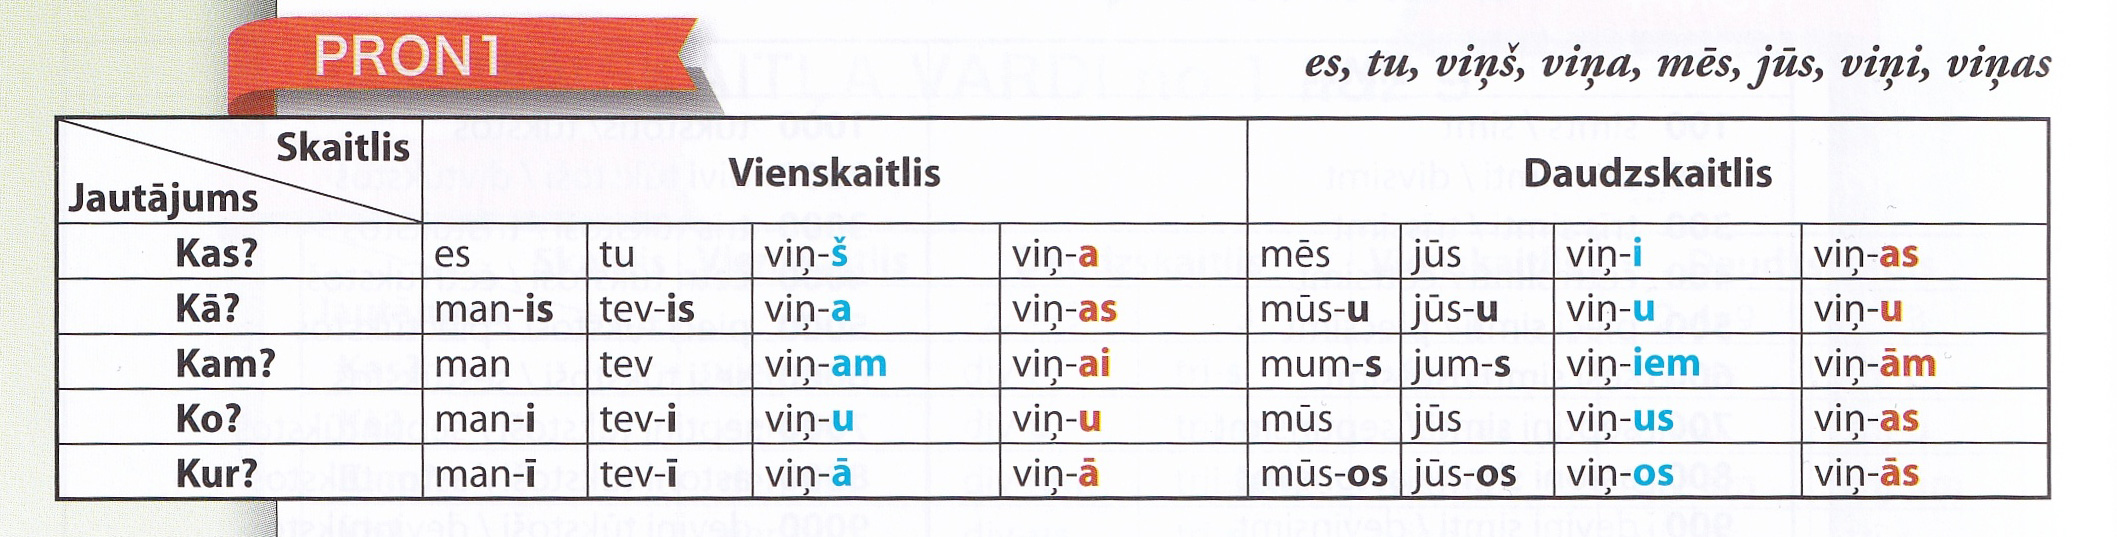 PRON1
es, tu, viņš, viņa, mēs, jūs, viņi, viņas
Skaitlis
Jautājums
Vienskaitlis Daudzskaitlis
Kas? es tu viņ-š viņ-a mēs jūs viņ-i viņ-as
Kā? man-is tev-is viņ-a viņ-as mūs-u jūs-u viņ-u viņ-u
Kam? man tev viņ-am viņ-ai mum-s jum-s viņ-iem viņ-ām
Ko? man-i tev-i viņ-u viņ-u mūs jūs viņ-us viņ-as
Kur? man-ī tev-ī viņ-ā viņ-ā mūs-os jūs-os viņ-os viņ-ās